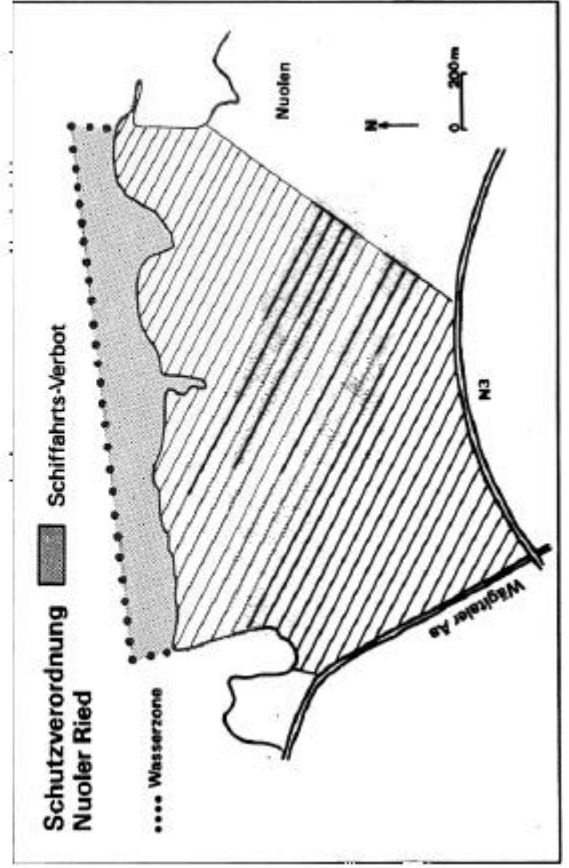 Schutzverordnung
Nuoler Ried
Schiffahrts-Verbot
•••• Wasserzone
Nuolen
N
0 200m
N3
Wägitaler Aa